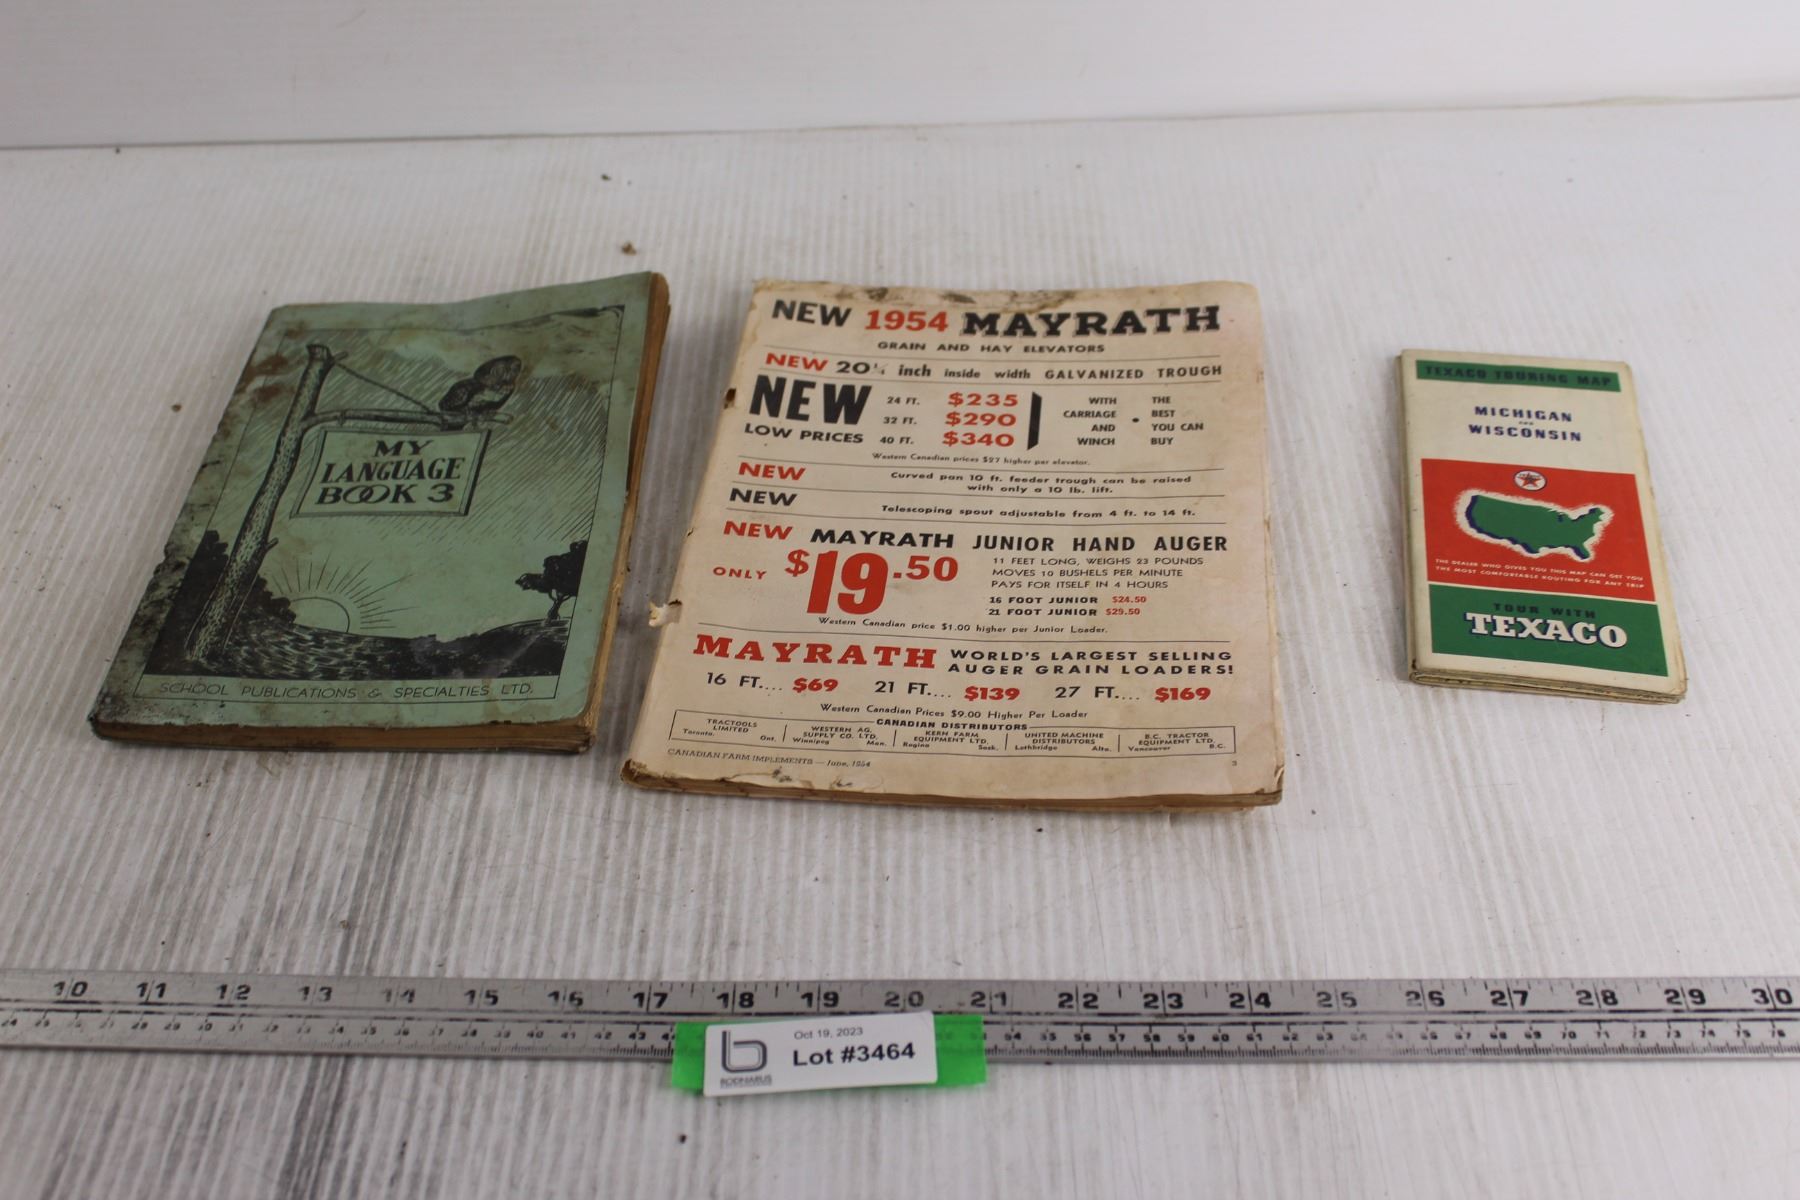 MY
LANGUAGE
BOOK 3
SCHOOL PUBLICATIONS & SPECIALTIES LTD.
NEW 1954 MAYRATH
GRAIN AND HAY ELEVATORS
NEW 20¼ inch inside width GALVANIZED TROUGH
NEW
LOW PRICES
24 FT. $235
32 FT. $290
40 FT. $340
WITH
CARRIAGE
AND
WINCH
•
THE
BEST
YOU CAN
BUY
Western Canadian prices $27 higher per elevator.
NEW Curved pan 10 ft. feeder trough can be raised
with only a 10 lb. lift.
NEW Telescoping spout adjustable from 4 ft. to 14 ft.
NEW MAYRATH JUNIOR HAND AUGER
ONLY $19.50
11 FEET LONG, WEIGHS 23 POUNDS
MOVES 10 BUSHELS PER MINUTE
PAYS FOR ITSELF IN 4 HOURS
16 FOOT JUNIOR $24.50
21 FOOT JUNIOR $29.50
Western Canadian price $1.00 higher per Junior Loader.
MAYRATH WORLD'S LARGEST SELLING
AUGER GRAIN LOADERS!
16 FT.... $69 21 FT.... $139 27 FT.... $169
Western Canadian Prices $9.00 Higher Per Loader
CANADIAN DISTRIBUTORS
TRACTOOLS
LIMITED
Toronto, Ont.
WESTERN AG.
SUPPLY CO. LTD.
Winnipeg Man.
KERN FARM
EQUIPMENT LTD.
Regina Sask.
UNITED MACHINE
DISTRIBUTORS
Lethbridge Alta.
B.C. TRACTOR
EQUIPMENT LTD.
Vancouver B.C.
CANADIAN FARM IMPLEMENTS — June, 1954 3
TEXACO TOURING MAP
MICHIGAN
AND
WISCONSIN
THE DEALER WHO GIVES YOU THIS MAP CAN GET YOU
THE MOST COMFORTABLE ROUTING FOR ANY TRIP
TOUR WITH
TEXACO
10 11 12 13 14 15 16 17 18 19 20 21 22 23 24 25 26 27 28 29 30
Oct 19, 2023
Lot #3464
BODNARUS